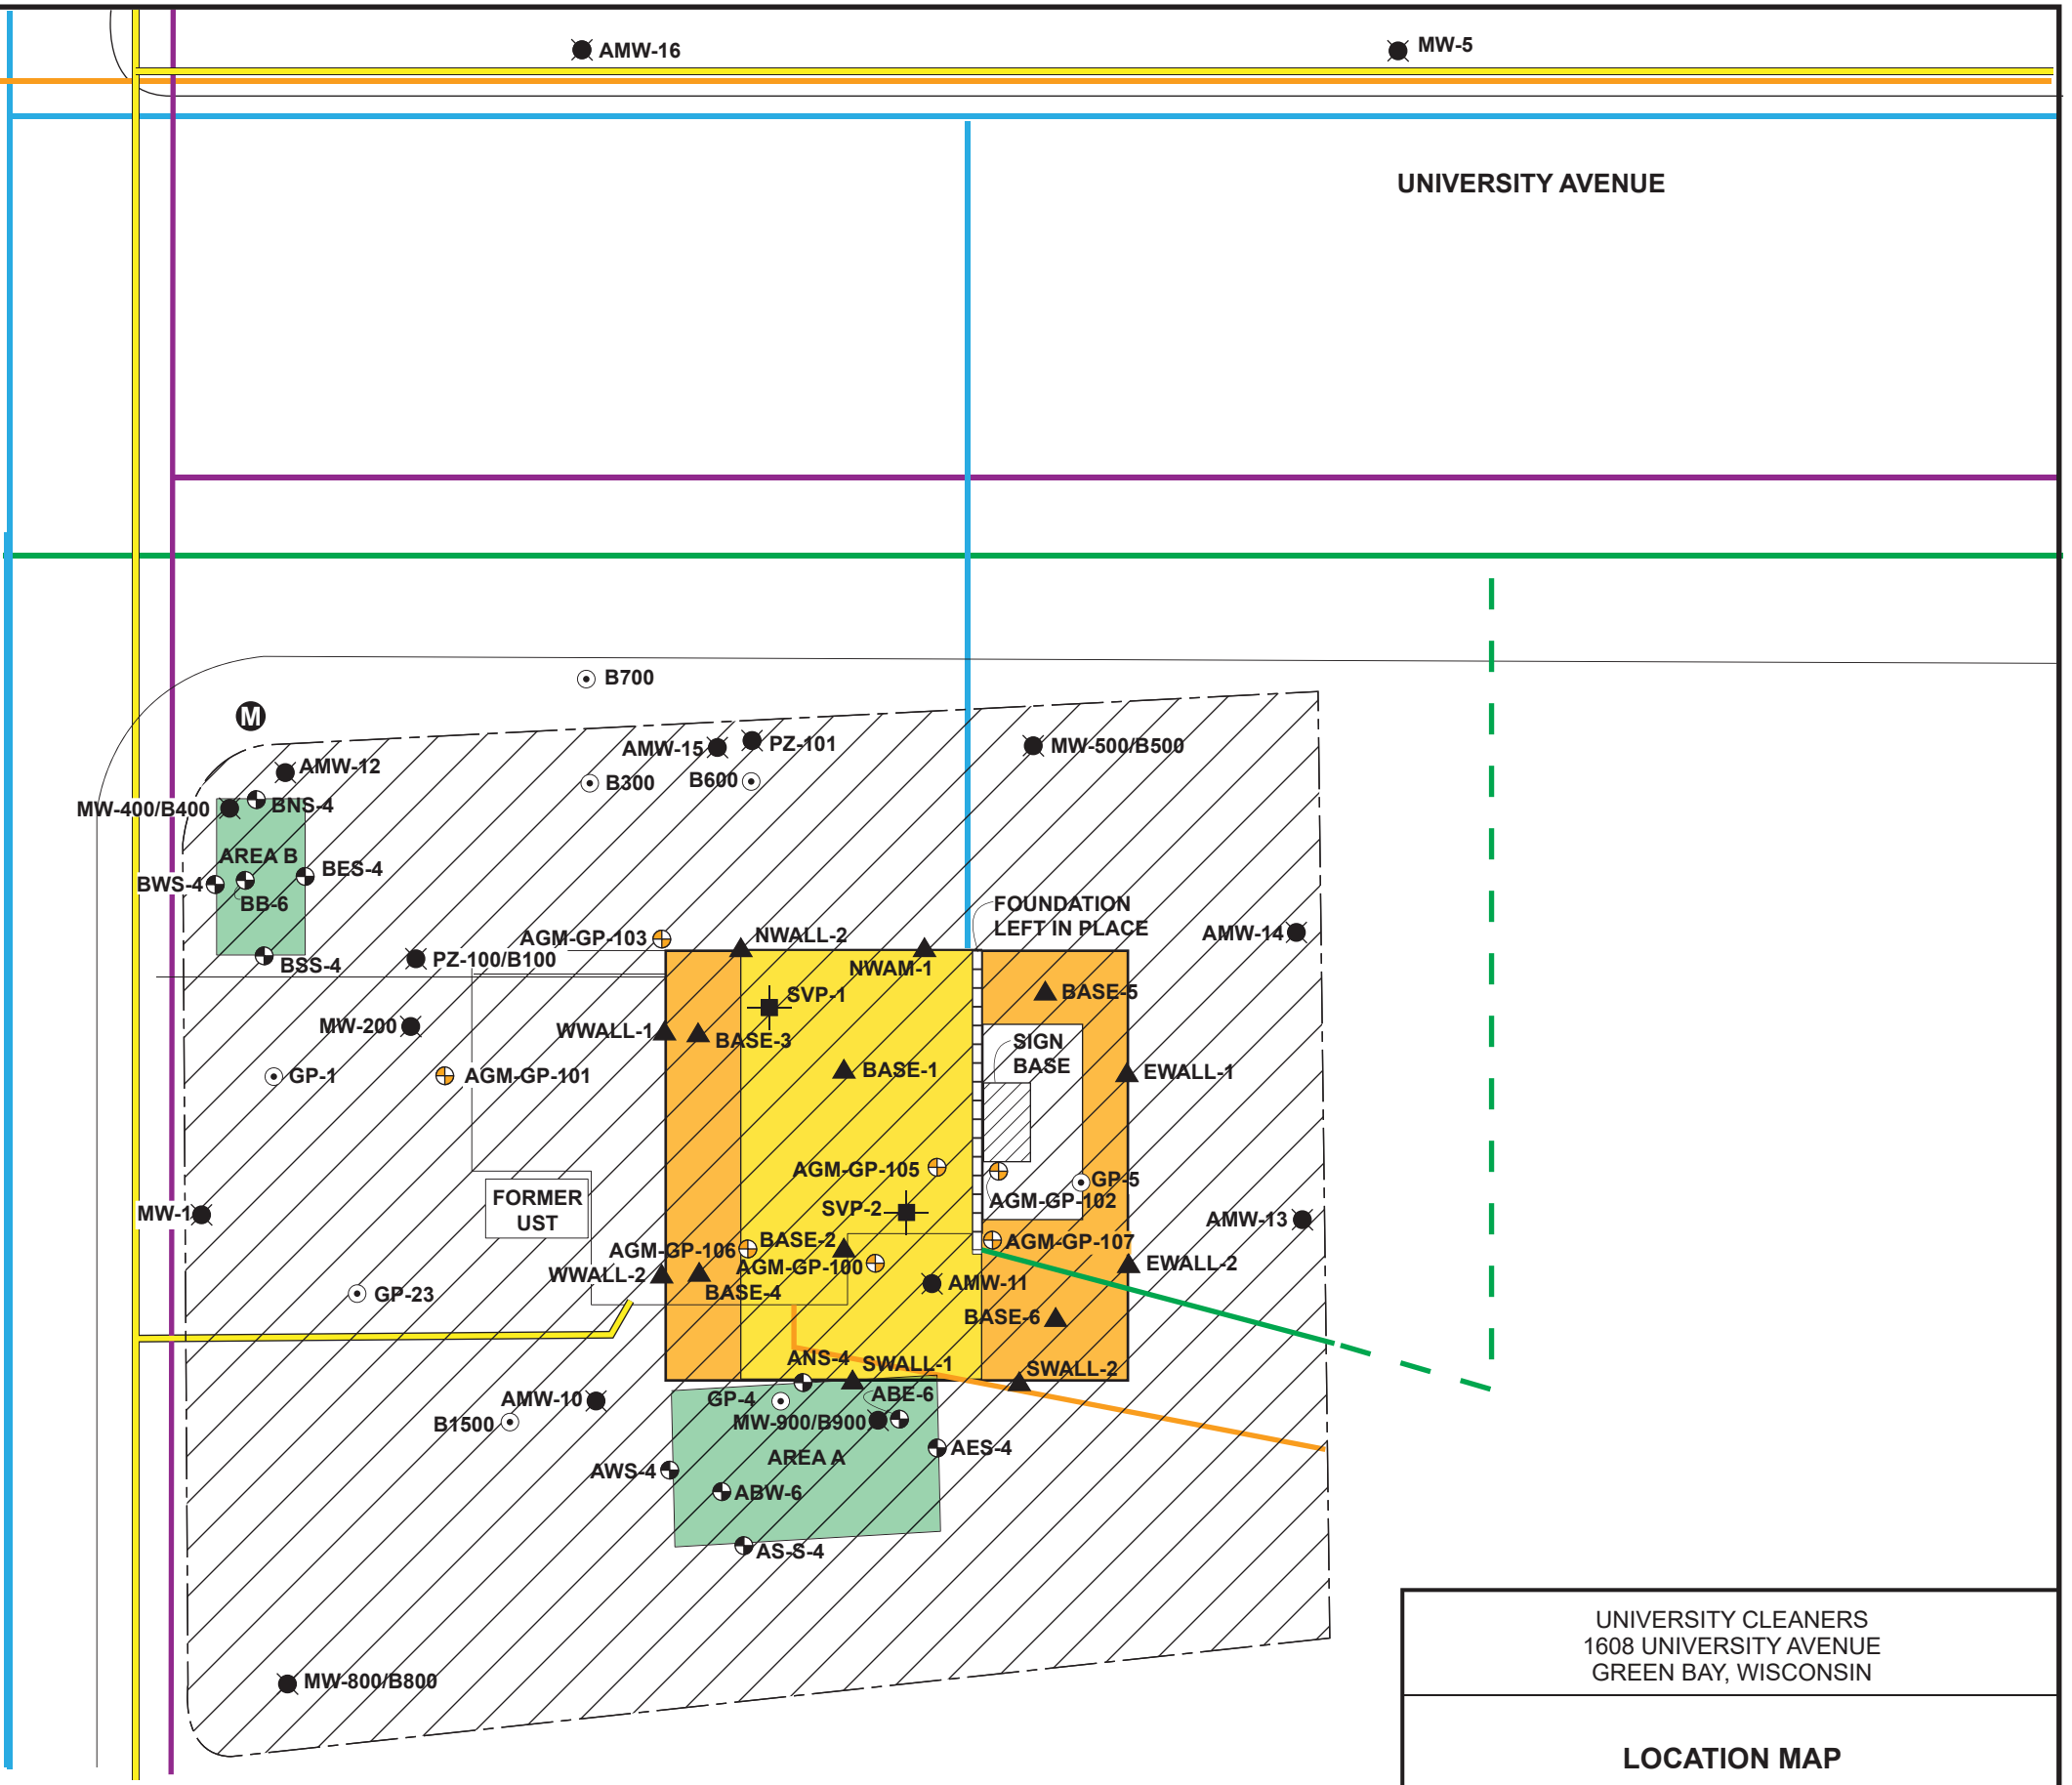 AMW-16
MW-5
UNIVERSITY AVENUE
B700
M
AMW-15
PZ-101
MW-500/B500
AMW-12
B300
B600
MW-400/B400
BNS-4
AREA B
BES-4
BWS-4
BB-6
FOUNDATION
LEFT IN PLACE
AMW-14
AGM-GP-103
NWALL-2
PZ-100/B100
BSS-4
NWAM-1
SVP-1
BASE-5
MW-200
WWALL-1
BASE-3
SIGN
BASE
GP-1
AGM-GP-101
BASE-1
EWALL-1
AGM-GP-105
GP-5
FORMER
UST
AGM-GP-102
MW-1
SVP-2
AMW-13
AGM-GP-106
BASE-2
AGM-GP-107
AGM-GP-100
EWALL-2
WWALL-2
BASE-4
AMW-11
GP-23
BASE-6
ANS-4
SWALL-1
SWALL-2
AMW-10
GP-4
ABE-6
B1500
MW-900/B900
AES-4
AREA A
AWS-4
ABW-6
AS-S-4
MW-800/B800
UNIVERSITY CLEANERS
1608 UNIVERSITY AVENUE
GREEN BAY, WISCONSIN
LOCATION MAP